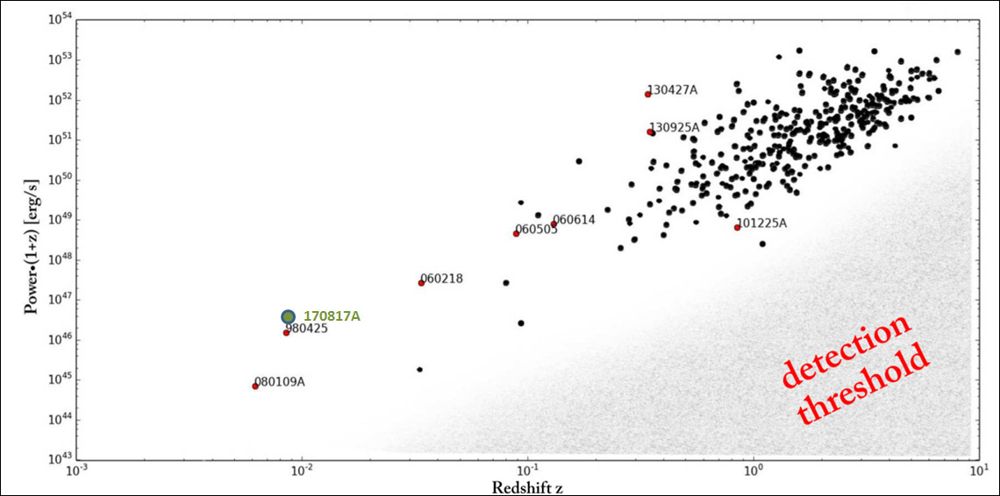 10^54
10^53
10^52
10^51
10^50
10^49
10^48
10^47
10^46
10^45
10^44
10^43
Power•(1+z) [erg/s]
130427A
130925A
060614
060505
101225A
060218
170817A
980425
080109A
detection
threshold
10^-3
10^-2
10^-1
10^0
10^1
Redshift z